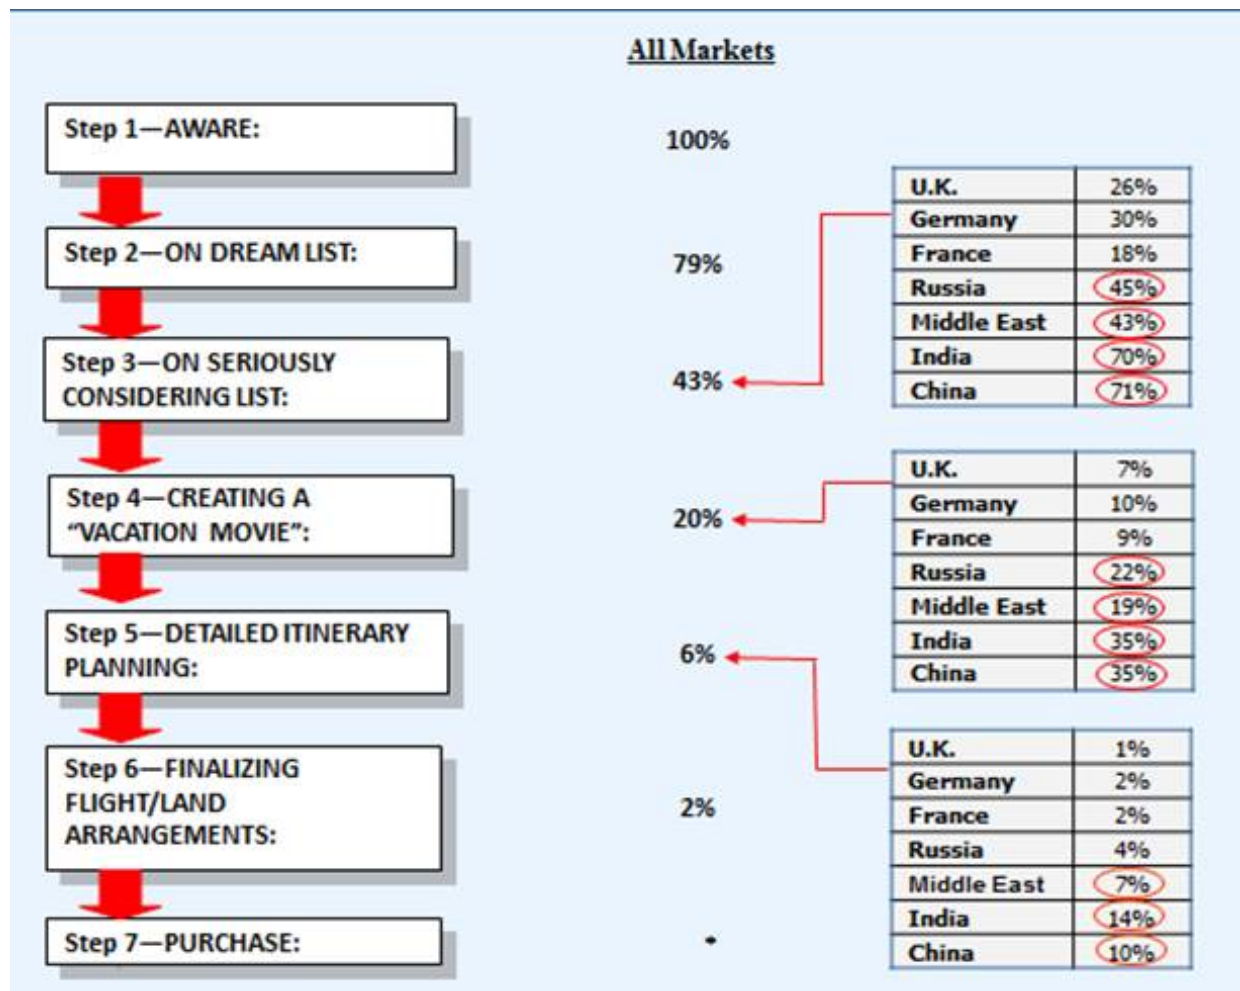 All Markets
Step 1—AWARE:
100%
Step 2—ON DREAM LIST:
79%
Step 3—ON SERIOUSLY
CONSIDERING LIST:
43%
U.K. 26%
Germany 30%
France 18%
Russia 45%
Middle East 43%
India 70%
China 71%
Step 4—CREATING A
“VACATION MOVIE”:
20%
U.K. 7%
Germany 10%
France 9%
Russia 22%
Middle East 19%
India 35%
China 35%
Step 5—DETAILED ITINERARY
PLANNING:
6%
U.K. 1%
Germany 2%
France 2%
Russia 4%
Middle East 7%
India 14%
China 10%
Step 6—FINALIZING
FLIGHT/LAND
ARRANGEMENTS:
2%
Step 7—PURCHASE:
*